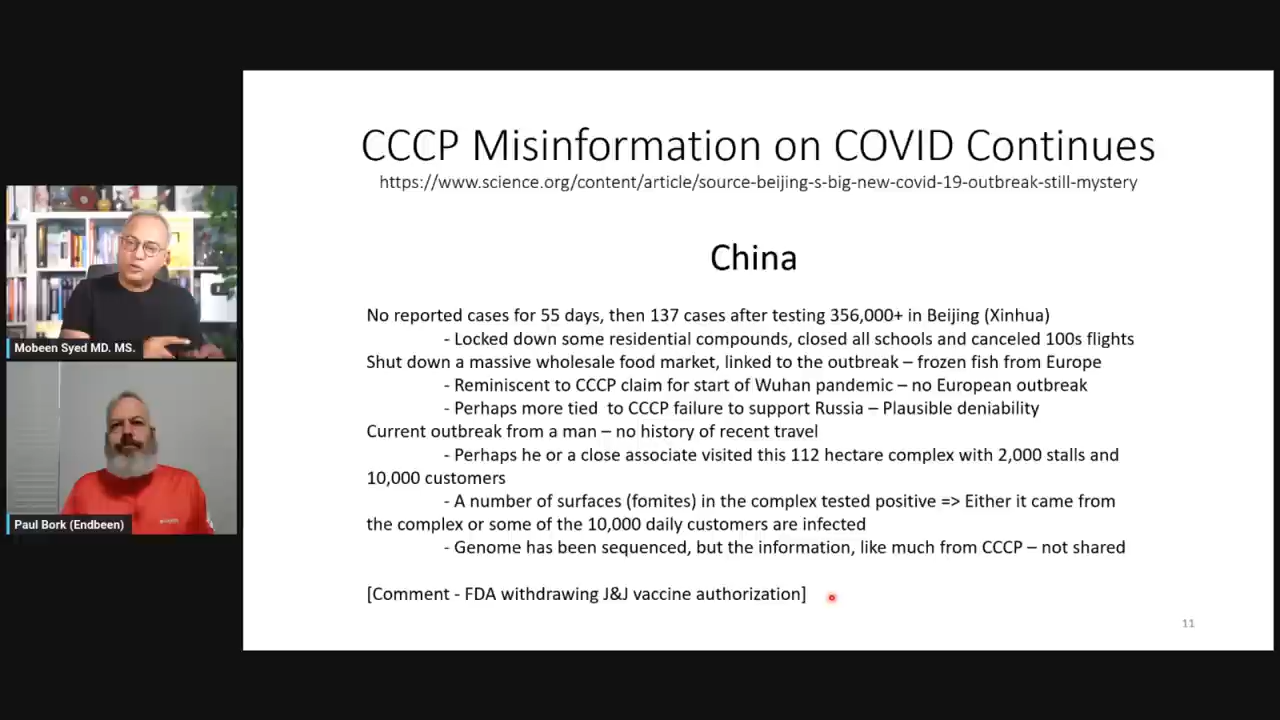 CCCP Misinformation on COVID Continues
https://www.science.org/content/article/source-beijing-s-big-new-covid-19-outbreak-still-mystery
China
No reported cases for 55 days, then 137 cases after testing 356,000+ in Beijing (Xinhua)
- Locked down some residential compounds, closed all schools and canceled 100s flights
Shut down a massive wholesale food market, linked to the outbreak – frozen fish from Europe
- Reminiscent to CCCP claim for start of Wuhan pandemic – no European outbreak
- Perhaps more tied to CCCP failure to support Russia – Plausible deniability
Current outbreak from a man – no history of recent travel
- Perhaps he or a close associate visited this 112 hectare complex with 2,000 stalls and
10,000 customers
- A number of surfaces (fomites) in the complex tested positive => Either it came from
the complex or some of the 10,000 daily customers are infected
- Genome has been sequenced, but the information, like much from CCCP – not shared
[Comment - FDA withdrawing J&J vaccine authorization]
11
Mobeen Syed MD. MS.
Paul Bork (Endbeen)